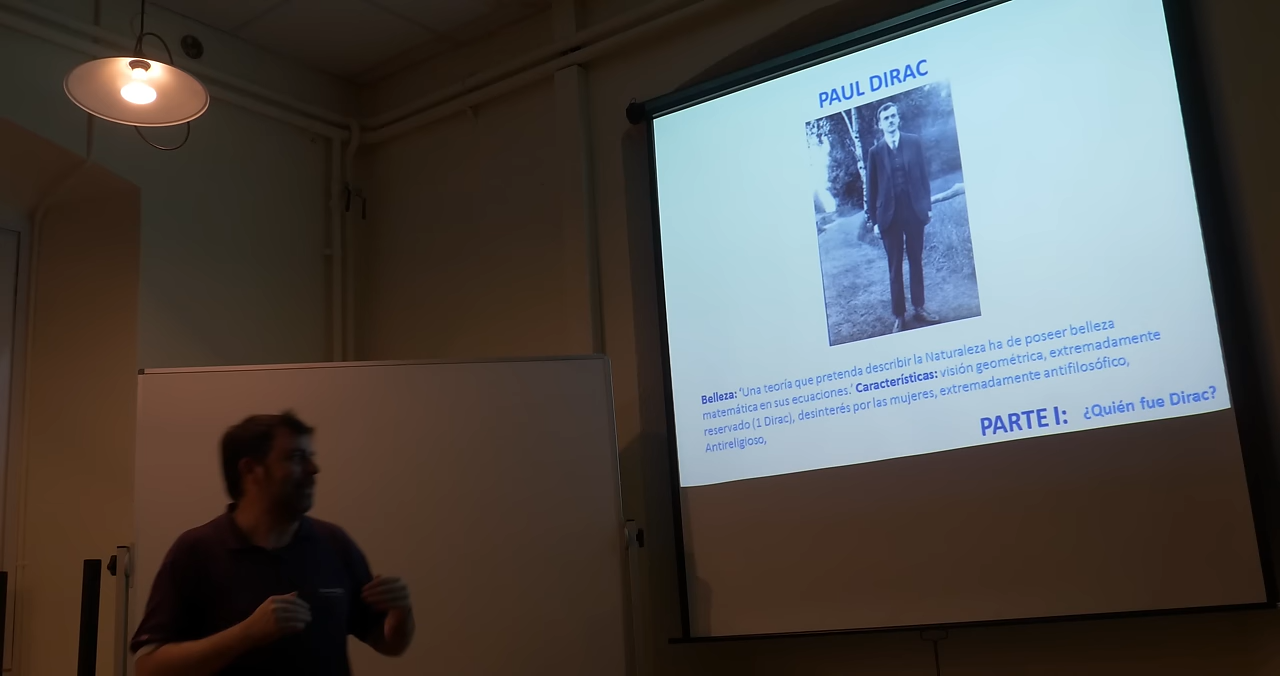 PAUL DIRAC
Belleza: 'Una teoría que pretenda describir la Naturaleza ha de poseer belleza
matemática en sus ecuaciones.' Características: visión geométrica, extremadamente
reservado (1 Dirac), desinterés por las mujeres, extremadamente antifilosófico,
Antireligioso,
PARTE I: ¿Quién fue Dirac?